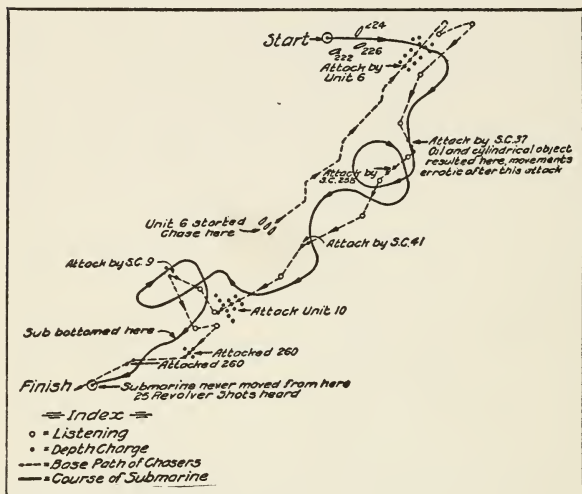 224
Start
222
226
Attack by
Unit 6
Attack by S.C.37
Oil and cylindrical object
resulted here, movements
erratic after this attack
Attack by
S.C. 258
Unit 6 started
Chase here
Attack by S.C.41
Attack by S.C. 9
Attack Unit 10
Sub bottomed here
Attacked 260
Attacked 260
Finish
Submarine never moved from here
25 Revolver Shots heard
Index
= Listening
= Depth Charge
= Base Path of Chasers
= Course of Submarine